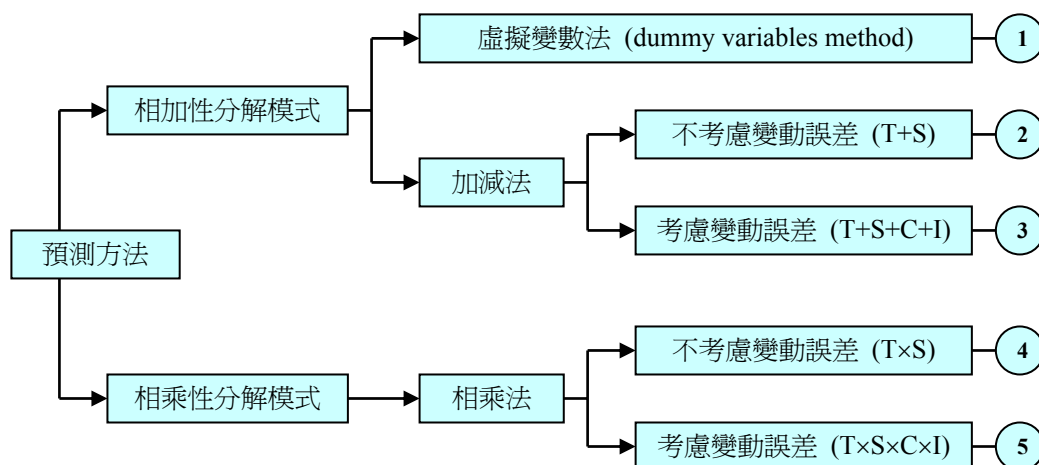 虛擬變數法 (dummy variables method)
1
相加性分解模式
不考慮變動誤差 (T+S)
2
加減法
考慮變動誤差 (T+S+C+I)
3
預測方法
不考慮變動誤差 (T×S)
4
相乘性分解模式
相乘法
考慮變動誤差 (T×S×C×I)
5